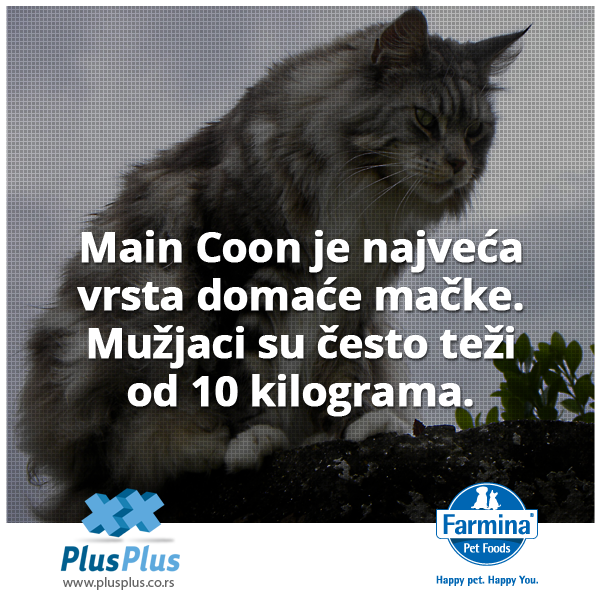 Main Coon je najveća
vrsta domaće mačke.
Mužjaci su često teži
od 10 kilograma.
PlusPlus
www.plusplus.co.rs
Farmina®
Pet Foods
Happy pet. Happy You.